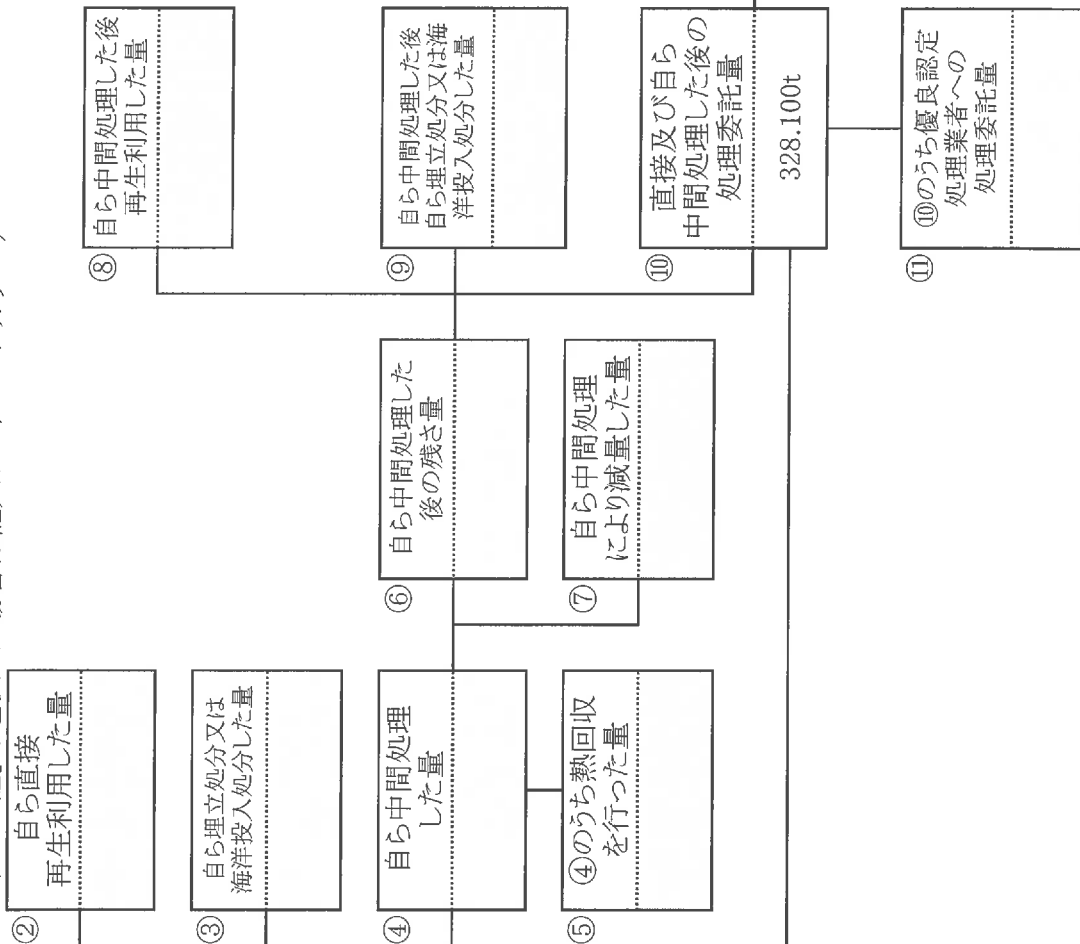 ②
自ら直接
再生利用した量
③
自ら埋立処分又は
海洋投入処分した量
④
自ら中間処理
した量
⑤
④のうち熱回収
を行った量
⑥
自ら中間処理した
後の残さ量
⑦
自ら中間処理
により減量した量
⑧
自ら中間処理した後
再生利用した量
⑨
自ら中間処理した後
自ら埋立処分又は海
洋投入処分した量
⑩
直接及び自ら
中間処理した後の
処理委託量
328.100t
⑪
⑩のうち優良認定
処理業者への
処理委託量